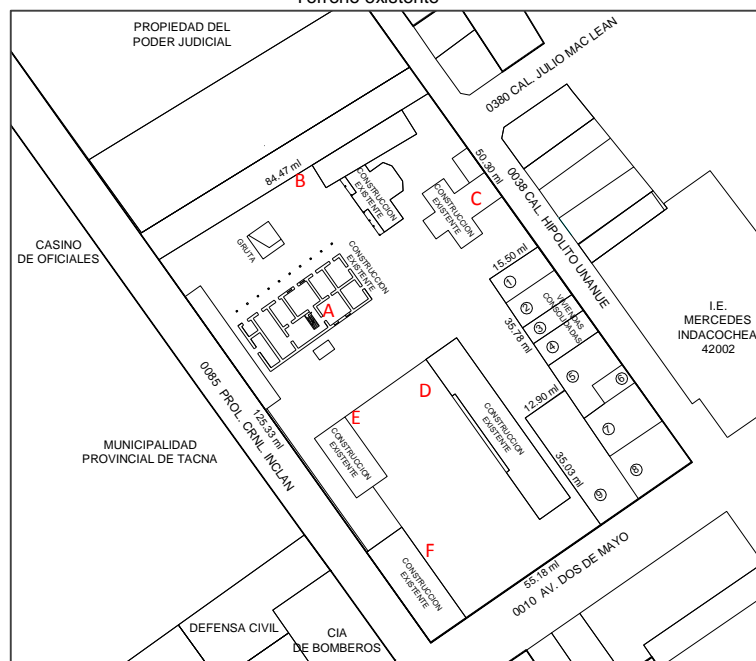 Terreno existente
PROPIEDAD DEL
PODER JUDICIAL
0380 CAL. JULIO MAC LEAN
84.47 ml
B
50.30 ml
0038 CAL. HIPOLITO UNANUE
CONSTRUCCION
EXISTENTE
C
CONSTRUCCION
EXISTENTE
CASINO
DE OFICIALES
GRUTA
CONSTRUCCION
EXISTENTE
15.50 ml
1
2
3
4
5
6
7
8
9
VIVIENDAS
CONSOLIDADAS
35.78 ml
I.E.
MERCEDES
INDACOCHEA
42002
A
0085 PROL. CRNL. INCLAN
125.33 ml
D
CONSTRUCCION
EXISTENTE
12.90 ml
35.03 ml
E
CONSTRUCCION
EXISTENTE
MUNICIPALIDAD
PROVINCIAL DE TACNA
F
CONSTRUCCION
EXISTENTE
55.18 ml
0010 AV. DOS DE MAYO
DEFENSA CIVIL
CIA
DE BOMBEROS